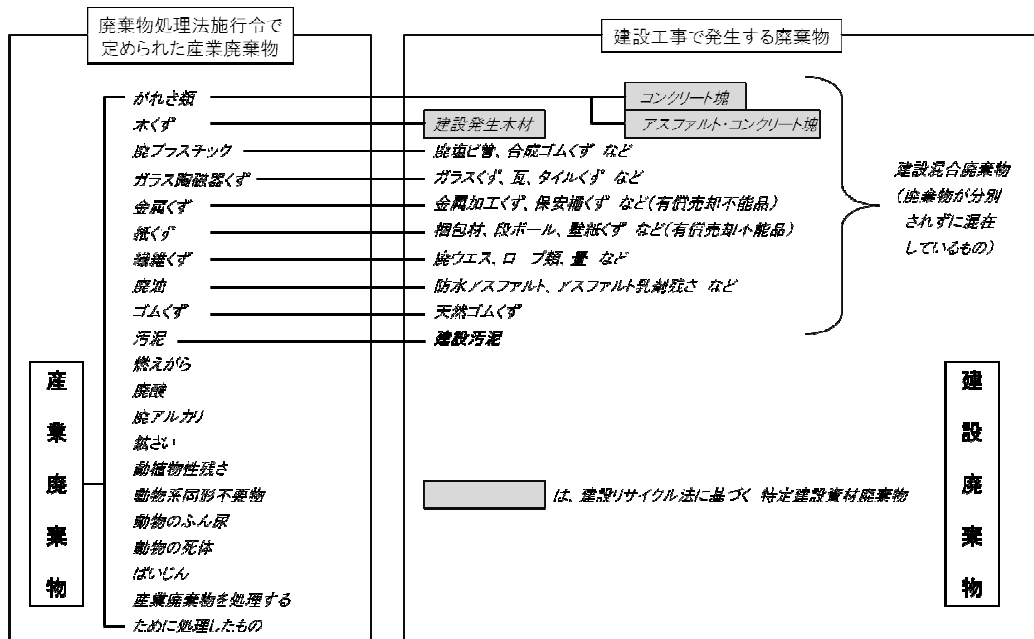 廃棄物処理法施行令で
定められた産業廃棄物
建設工事で発生する廃棄物
がれき類
コンクリート塊
アスファルト・コンクリート塊
木くず
建設発生木材
廃プラスチック
廃塩ビ管、合成ゴムくず など
ガラス陶磁器くず
ガラスくず、瓦、タイルくず など
金属くず
金属加工くず、保安柵くず など(有償売却不能品)
紙くず
梱包材、段ボール、壁紙くず など(有償売却不能品)
繊維くず
廃ウエス、ロープ類、畳 など
廃油
防水アスファルト、アスファルト乳剤残さ など
ゴムくず
天然ゴムくず
汚泥
建設汚泥
燃えがら
廃酸
廃アルカリ
鉱さい
動植物性残さ
動物系固形不要物
動物のふん尿
動物の死体
ばいじん
産業廃棄物を処理する
ために処理したもの
建設混合廃棄物
(廃棄物が分別
されずに混在
しているもの)
は、建設リサイクル法に基づく 特定建設資材廃棄物
産業廃棄物
建設廃棄物